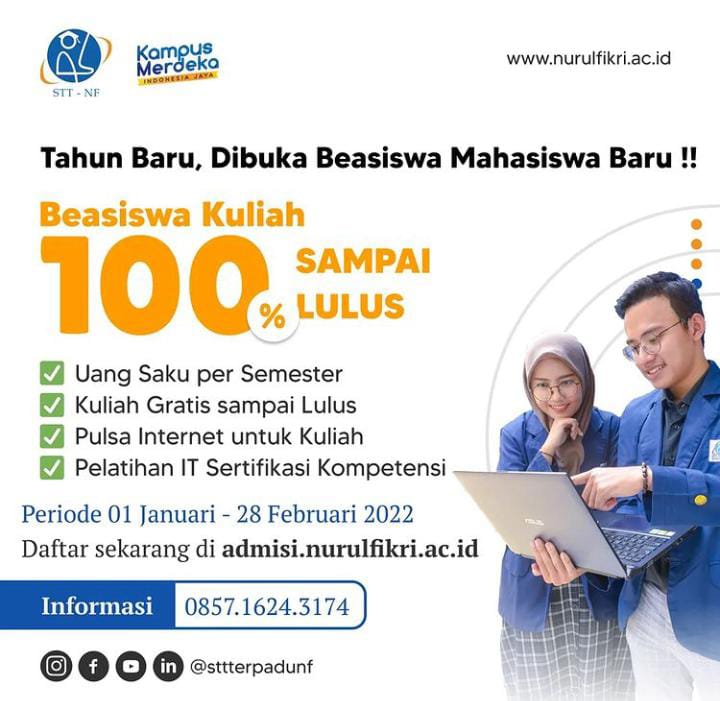 STT - NF
Kampus
Merdeka
INDONESIA JAYA
www.nurulfikri.ac.id
Tahun Baru, Dibuka Beasiswa Mahasiswa Baru !!
Beasiswa Kuliah
100% SAMPAI
LULUS
Uang Saku per Semester
Kuliah Gratis sampai Lulus
Pulsa Internet untuk Kuliah
Pelatihan IT Sertifikasi Kompetensi
Periode 01 Januari - 28 Februari 2022
Daftar sekarang di admisi.nurulfikri.ac.id
Informasi 0857.1624.3174
@sttterpadunf
ASUS